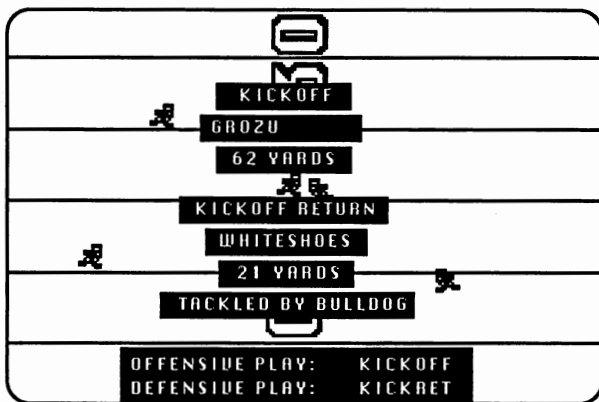 KICKOFF
GROZU
62 YARDS
KICKOFF RETURN
WHITESHOES
21 YARDS
TACKLED BY BULLDOG
OFFENSIVE PLAY: KICKOFF
DEFENSIVE PLAY: KICKRET